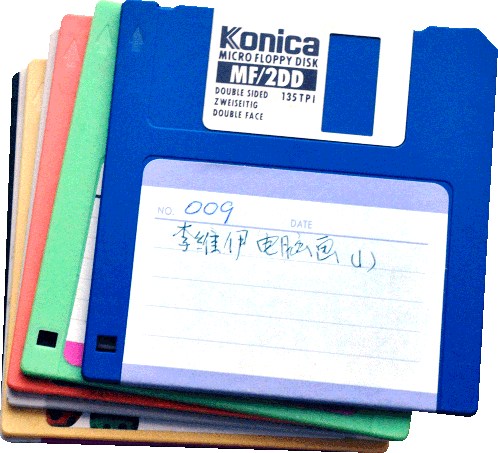 Konica
MICRO FLOPPY DISK
MF/2DD
DOUBLE SIDED 135TPI
ZWEISEITIG
DOUBLE FACE
NO. 009 DATE
李维伊电脑画(1)